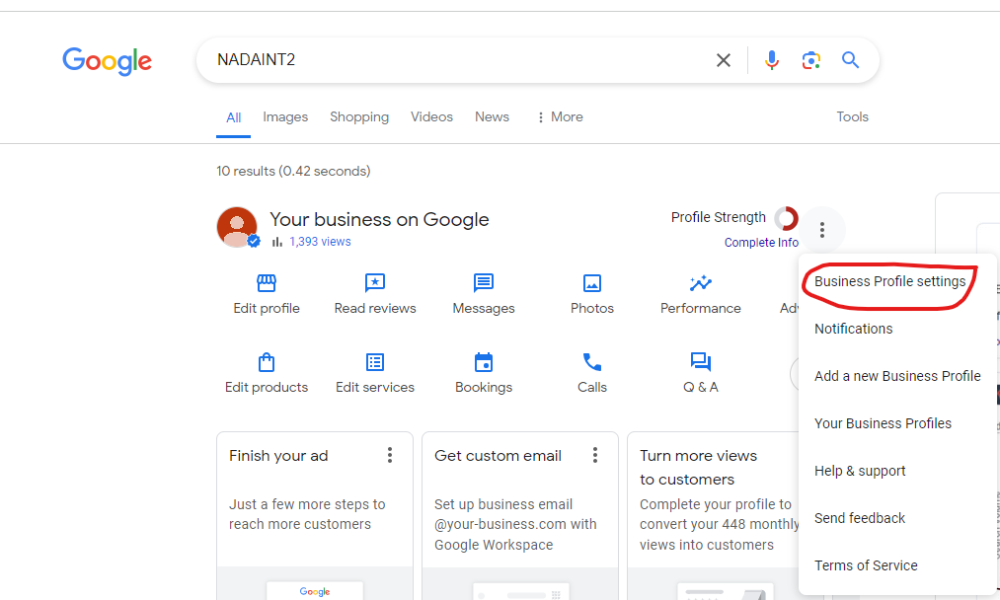 Google
NADAINT2
All Images Shopping Videos News More Tools
10 results (0.42 seconds)
Your business on Google
1,393 views
Profile Strength
Complete Info
Business Profile settings
Notifications
Add a new Business Profile
Your Business Profiles
Help & support
Send feedback
Terms of Service
Edit profile Read reviews Messages Photos Performance
Edit products Edit services Bookings Calls Q & A
Finish your ad
Just a few more steps to
reach more customers
Google
Get custom email
Set up business email
@your-business.com with
Google Workspace
Turn more views
to customers
Complete your profile to
convert your 448 monthly
views into customers